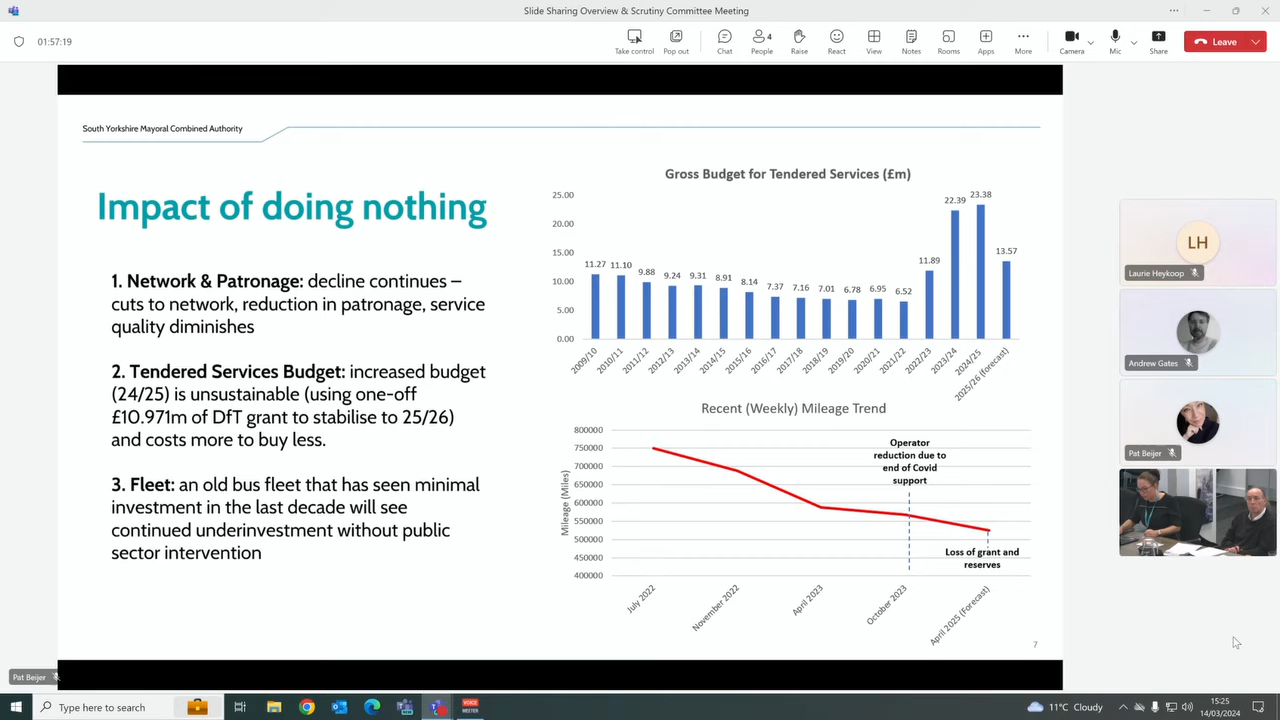 Slide Sharing Overview & Scrutiny Committee Meeting
01:57:19
Take control
Pop out
Chat
4
People
Raise
React
View
Notes
Rooms
Apps
More
Camera
Mic
Share
Leave
South Yorkshire Mayoral Combined Authority
Impact of doing nothing
1. Network & Patronage: decline continues –
cuts to network, reduction in patronage, service
quality diminishes
2. Tendered Services Budget: increased budget
(24/25) is unsustainable (using one-off
£10.971m of DfT grant to stabilise to 25/26)
and costs more to buy less.
3. Fleet: an old bus fleet that has seen minimal
investment in the last decade will see
continued underinvestment without public
sector intervention
Gross Budget for Tendered Services (£m)
25.00
20.00
15.00
10.00
5.00
0.00
11.27
11.10
9.88
9.24
9.31
8.91
8.14
7.37
7.16
7.01
6.78
6.95
6.52
11.89
22.39
23.38
13.57
2009/10
2010/11
2011/12
2012/13
2013/14
2014/15
2015/16
2016/17
2017/18
2018/19
2019/20
2020/21
2021/22
2022/23
2023/24
2024/25
2025/26 (forecast)
Recent (Weekly) Mileage Trend
Mileage (Miles)
800000
750000
700000
650000
600000
550000
500000
450000
400000
Operator
reduction due to
end of Covid
support
Loss of grant and
reserves
July 2022
November 2022
April 2023
October 2023
April 2025 (Forecast)
7
LH
Laurie Heykoop
Andrew Gates
Pat Beijer
Pat Beijer
Type here to search
VOICE
MEETER
11°C Cloudy
15:25
14/03/2024